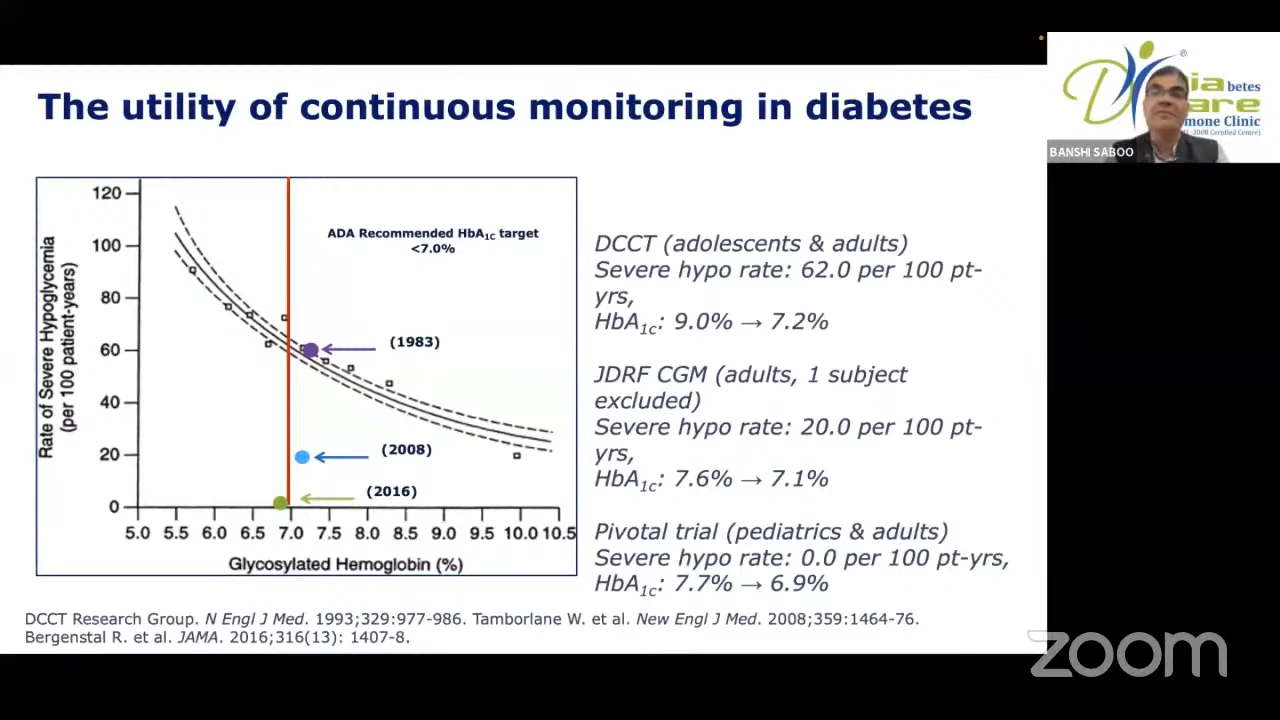 The utility of continuous monitoring in diabetes
®
ia betes
are
mone Clinic
:2008 Certified Centre)
BANSHI SABOO
Rate of Severe Hypoglycemia
(per 100 patient-years)
120
100
80
60
40
20
0
ADA Recommended HbA1C target
<7.0%
(1983)
(2008)
(2016)
5.0 5.5 6.0 6.5 7.0 7.5 8.0 8.5 9.0 9.5 10.0 10.5
Glycosylated Hemoglobin (%)
DCCT (adolescents & adults)
Severe hypo rate: 62.0 per 100 pt-
yrs,
HbA1c: 9.0% → 7.2%
JDRF CGM (adults, 1 subject
excluded)
Severe hypo rate: 20.0 per 100 pt-
yrs,
HbA1c: 7.6% → 7.1%
Pivotal trial (pediatrics & adults)
Severe hypo rate: 0.0 per 100 pt-yrs,
HbA1c: 7.7% → 6.9%
DCCT Research Group. N Engl J Med. 1993;329:977-986. Tamborlane W. et al. New Engl J Med. 2008;359:1464-76.
Bergenstal R. et al. JAMA. 2016;316(13): 1407-8.
zoom